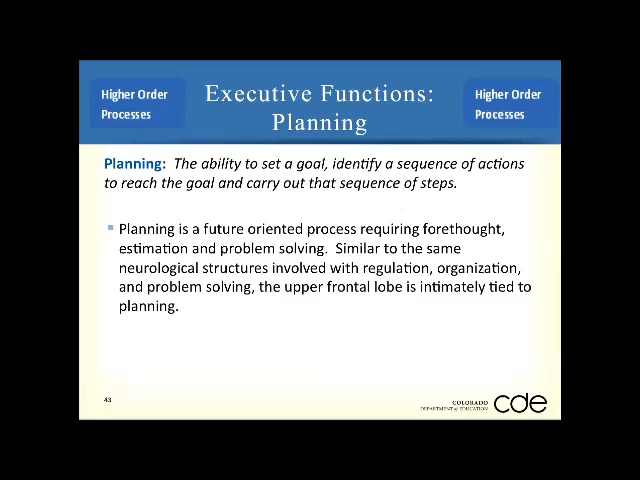 Higher Order
Processes
Executive Functions:
Planning
Higher Order
Processes
Planning: The ability to set a goal, identify a sequence of actions
to reach the goal and carry out that sequence of steps.
Planning is a future oriented process requiring forethought,
estimation and problem solving. Similar to the same
neurological structures involved with regulation, organization,
and problem solving, the upper frontal lobe is intimately tied to
planning.
43
COLORADO
DEPARTMENT of EDUCATION
cde